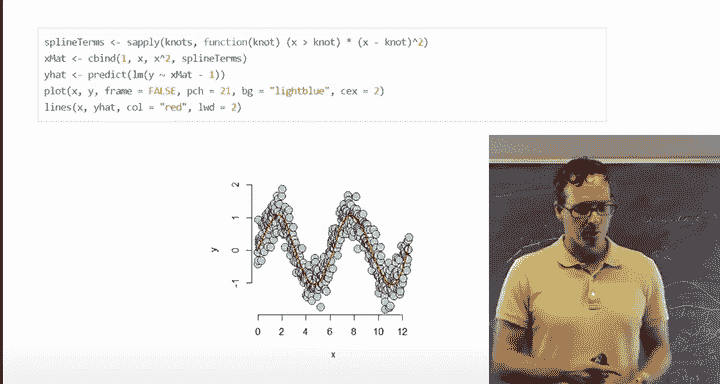 splineTerms <- sapply(knots, function(knot) (x > knot) * (x - knot)^2)
xMat <- cbind(1, x, x^2, splineTerms)
yhat <- predict(lm(y ~ xMat - 1))
plot(x, y, frame = FALSE, pch = 21, bg = "lightblue", cex = 2)
lines(x, yhat, col = "red", lwd = 2)
2
1
0
-1
y
0 2 4 6 8 10 12
x